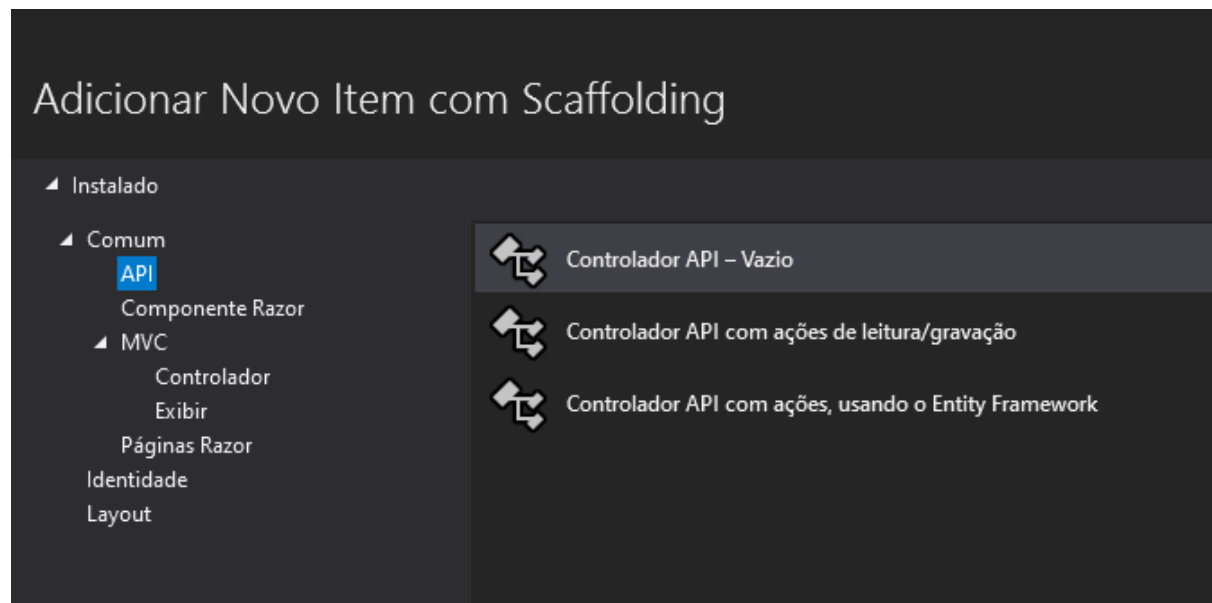 Adicionar Novo Item com Scaffolding
Instalado
Comum
API
Componente Razor
MVC
Controlador
Exibir
Páginas Razor
Identidade
Layout
Controlador API – Vazio
Controlador API com ações de leitura/gravação
Controlador API com ações, usando o Entity Framework